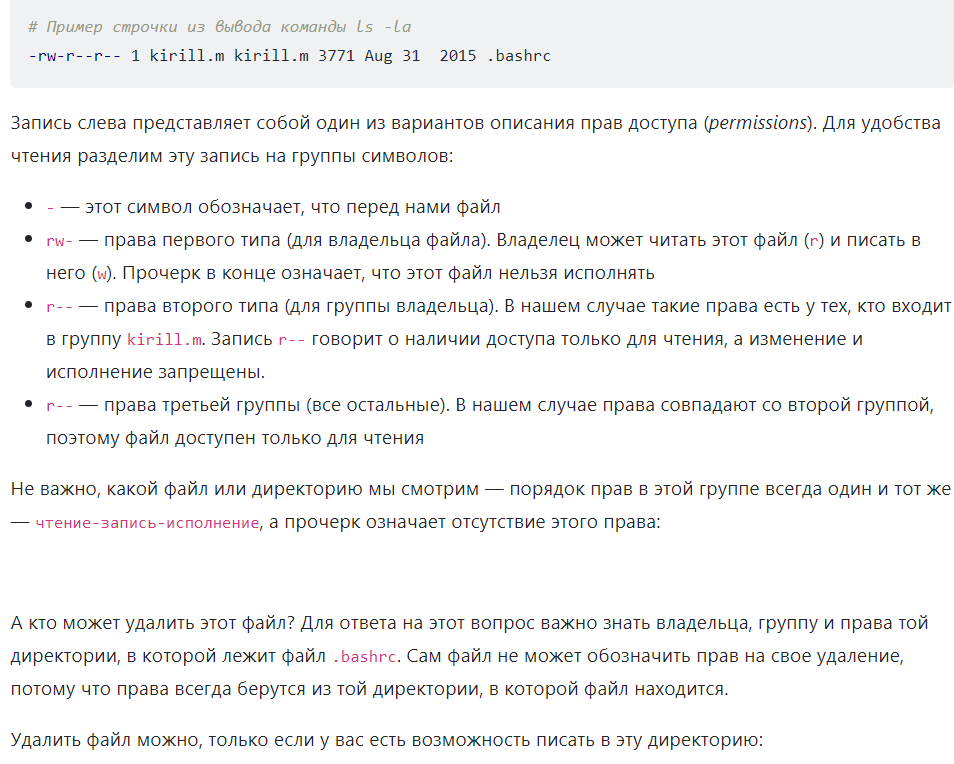 # Пример строчки из вывода команды ls -la
-rw-r--r-- 1 kirill.m kirill.m 3771 Aug 31  2015 .bashrc
Запись слева представляет собой один из вариантов описания прав доступа (permissions). Для удобства
чтения разделим эту запись на группы символов:
• - — этот символ обозначает, что перед нами файл
• rw- — права первого типа (для владельца файла). Владелец может читать этот файл (r) и писать в
него (w). Прочерк в конце означает, что этот файл нельзя исполнять
• r-- — права второго типа (для группы владельца). В нашем случае такие права есть у тех, кто входит
в группу kirill.m. Запись r-- говорит о наличии доступа только для чтения, а изменение и
исполнение запрещены.
• r-- — права третьей группы (все остальные). В нашем случае права совпадают со второй группой,
поэтому файл доступен только для чтения
Не важно, какой файл или директорию мы смотрим — порядок прав в этой группе всегда один и тот же
— чтение-запись-исполнение, а прочерк означает отсутствие этого права:
А кто может удалить этот файл? Для ответа на этот вопрос важно знать владельца, группу и права той
директории, в которой лежит файл .bashrc. Сам файл не может обозначить прав на свое удаление,
потому что права всегда берутся из той директории, в которой файл находится.
Удалить файл можно, только если у вас есть возможность писать в эту директорию: